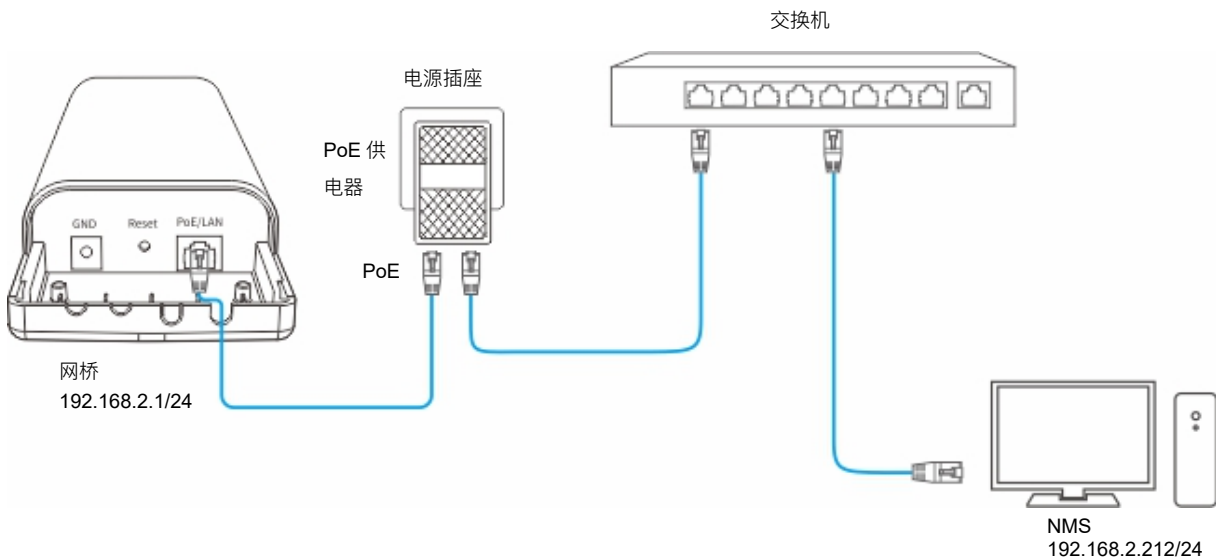 交换机
电源插座
PoE 供
电器
GND
Reset
PoE/LAN
PoE
网桥
192.168.2.1/24
NMS
192.168.2.212/24